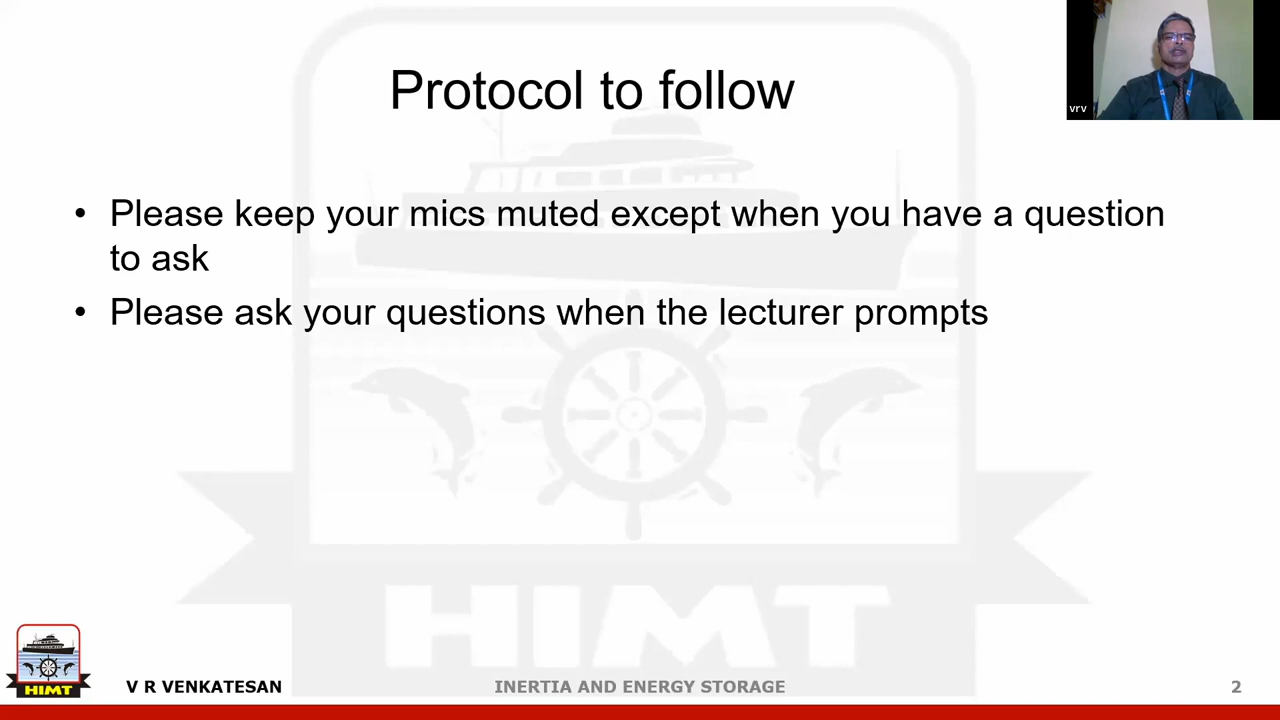 Protocol to follow
vrv
• Please keep your mics muted except when you have a question
to ask
• Please ask your questions when the lecturer prompts
HIMT
HIMT
V R VENKATESAN
INERTIA AND ENERGY STORAGE
2